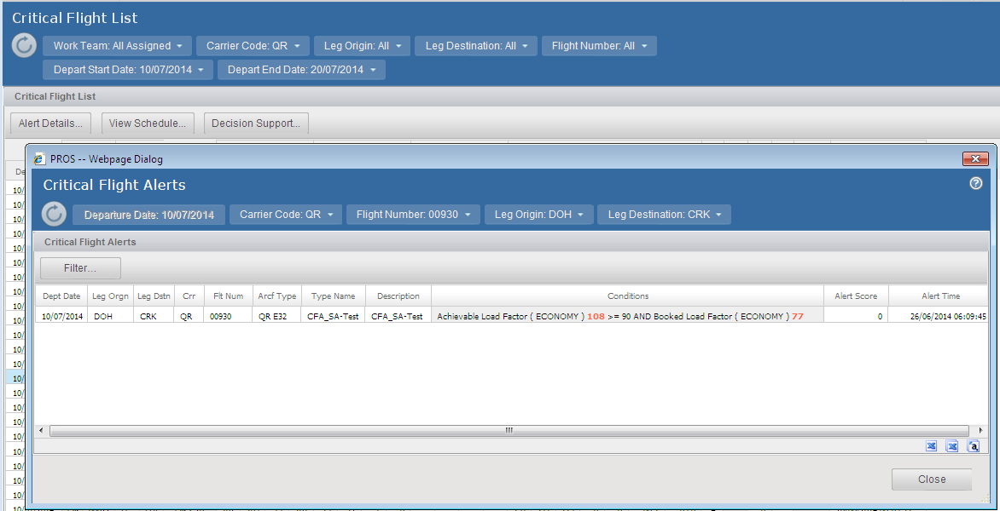 Critical Flight List
Work Team: All Assigned Carrier Code: QR Leg Origin: All Leg Destination: All Flight Number: All
Depart Start Date: 10/07/2014 Depart End Date: 20/07/2014
Critical Flight List
Alert Details... View Schedule... Decision Support...
PROS -- Webpage Dialog
De
Critical Flight Alerts
10/
10/
Departure Date: 10/07/2014 Carrier Code: QR Flight Number: 00930 Leg Origin: DOH Leg Destination: CRK
10/
10/
Critical Flight Alerts
10/
10/
Filter...
10/
10/
Dept Date Leg Orgn Leg Dstn Crr Flt Num Arcf Type Type Name Description Conditions Alert Score Alert Time
10/
10/07/2014 DOH CRK QR 00930 QR E32 CFA_SA-Test CFA_SA-Test Achievable Load Factor ( ECONOMY ) 108 >= 90 AND Booked Load Factor ( ECONOMY ) 77 0 26/06/2014 06:09:45
10/
10/
10/
10/
10/
10/
10/
10/
10/
10/
10/
10/
10/
Close
10/
10/